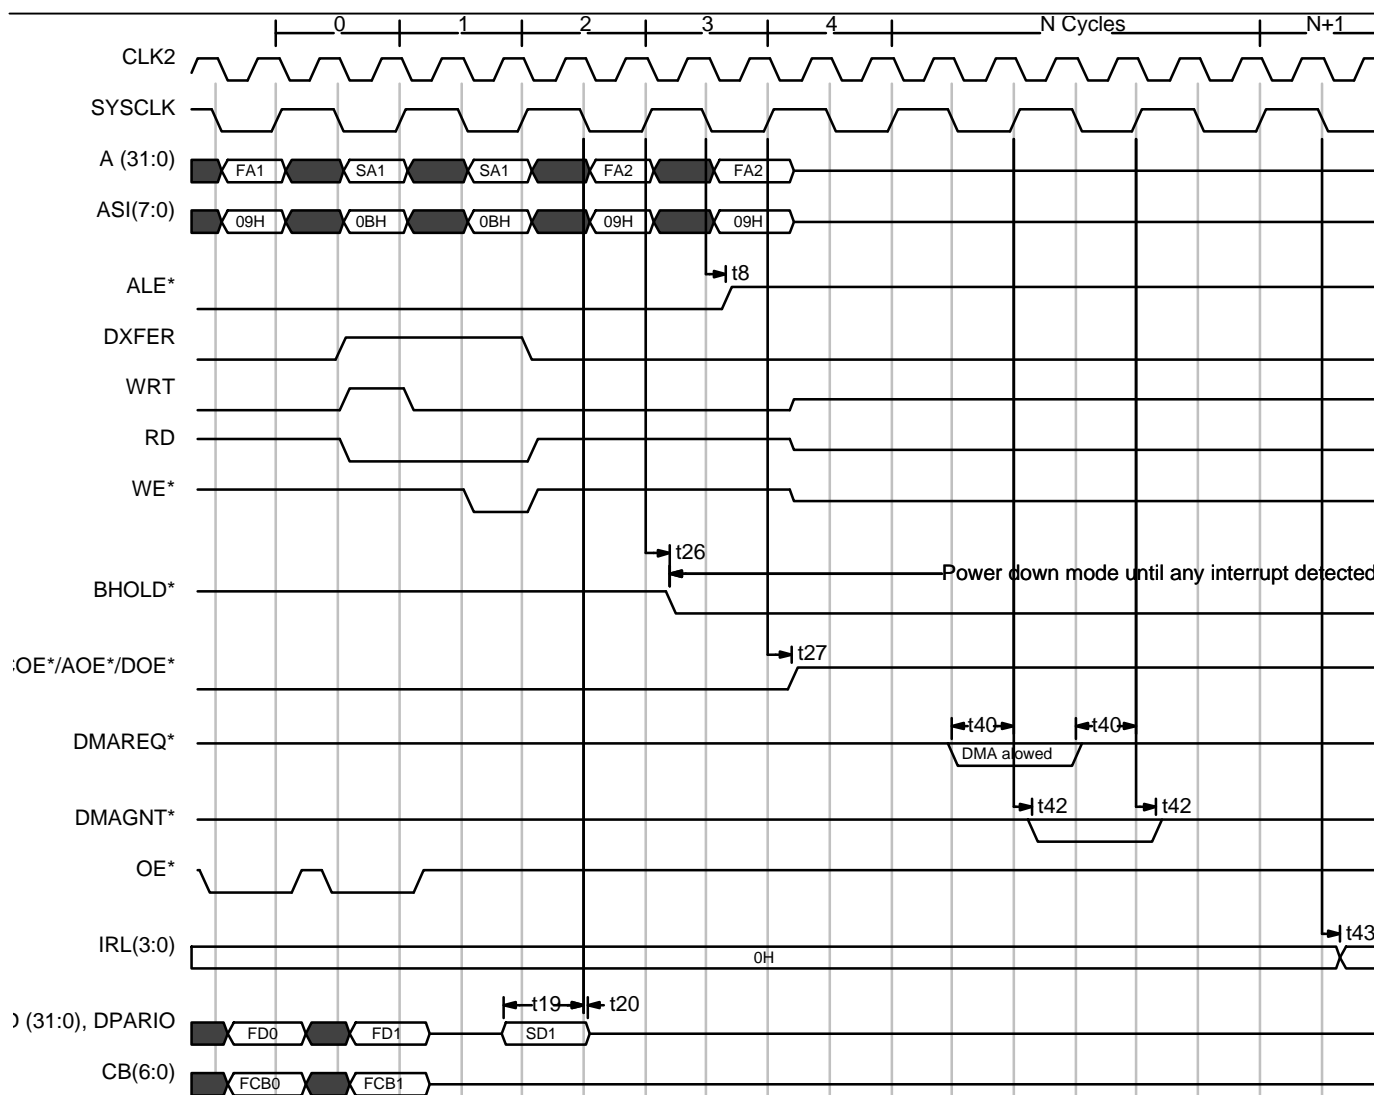 0 1 2 3 4 N Cycles N+1
CLK2
SYSCLK
A (31:0) FA1 SA1 SA1 FA2 FA2
ASI(7:0) 09H 0BH 0BH 09H 09H
t8
ALE*
DXFER
WRT
RD
WE*
t26
Power down mode until any interrupt detected
BHOLD*
t27
OE*/AOE*/DOE*
t40 t40
DMAREQ* DMA alowed
t42 t42
DMAGNT*
OE*
t43
IRL(3:0) 0H
t19 t20
(31:0), DPARIO FD0 FD1 SD1
CB(6:0) FCB0 FCB1